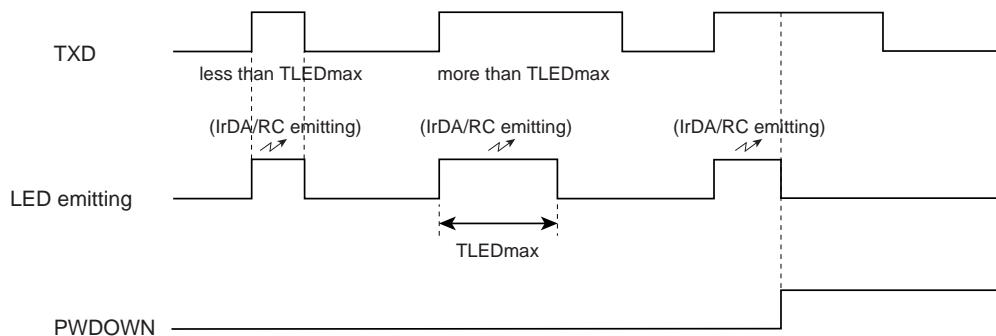 TXD
less than TLEDmax
more than TLEDmax
(IrDA/RC emitting)
(IrDA/RC emitting)
(IrDA/RC emitting)
LED emitting
TLEDmax
PWDOWN